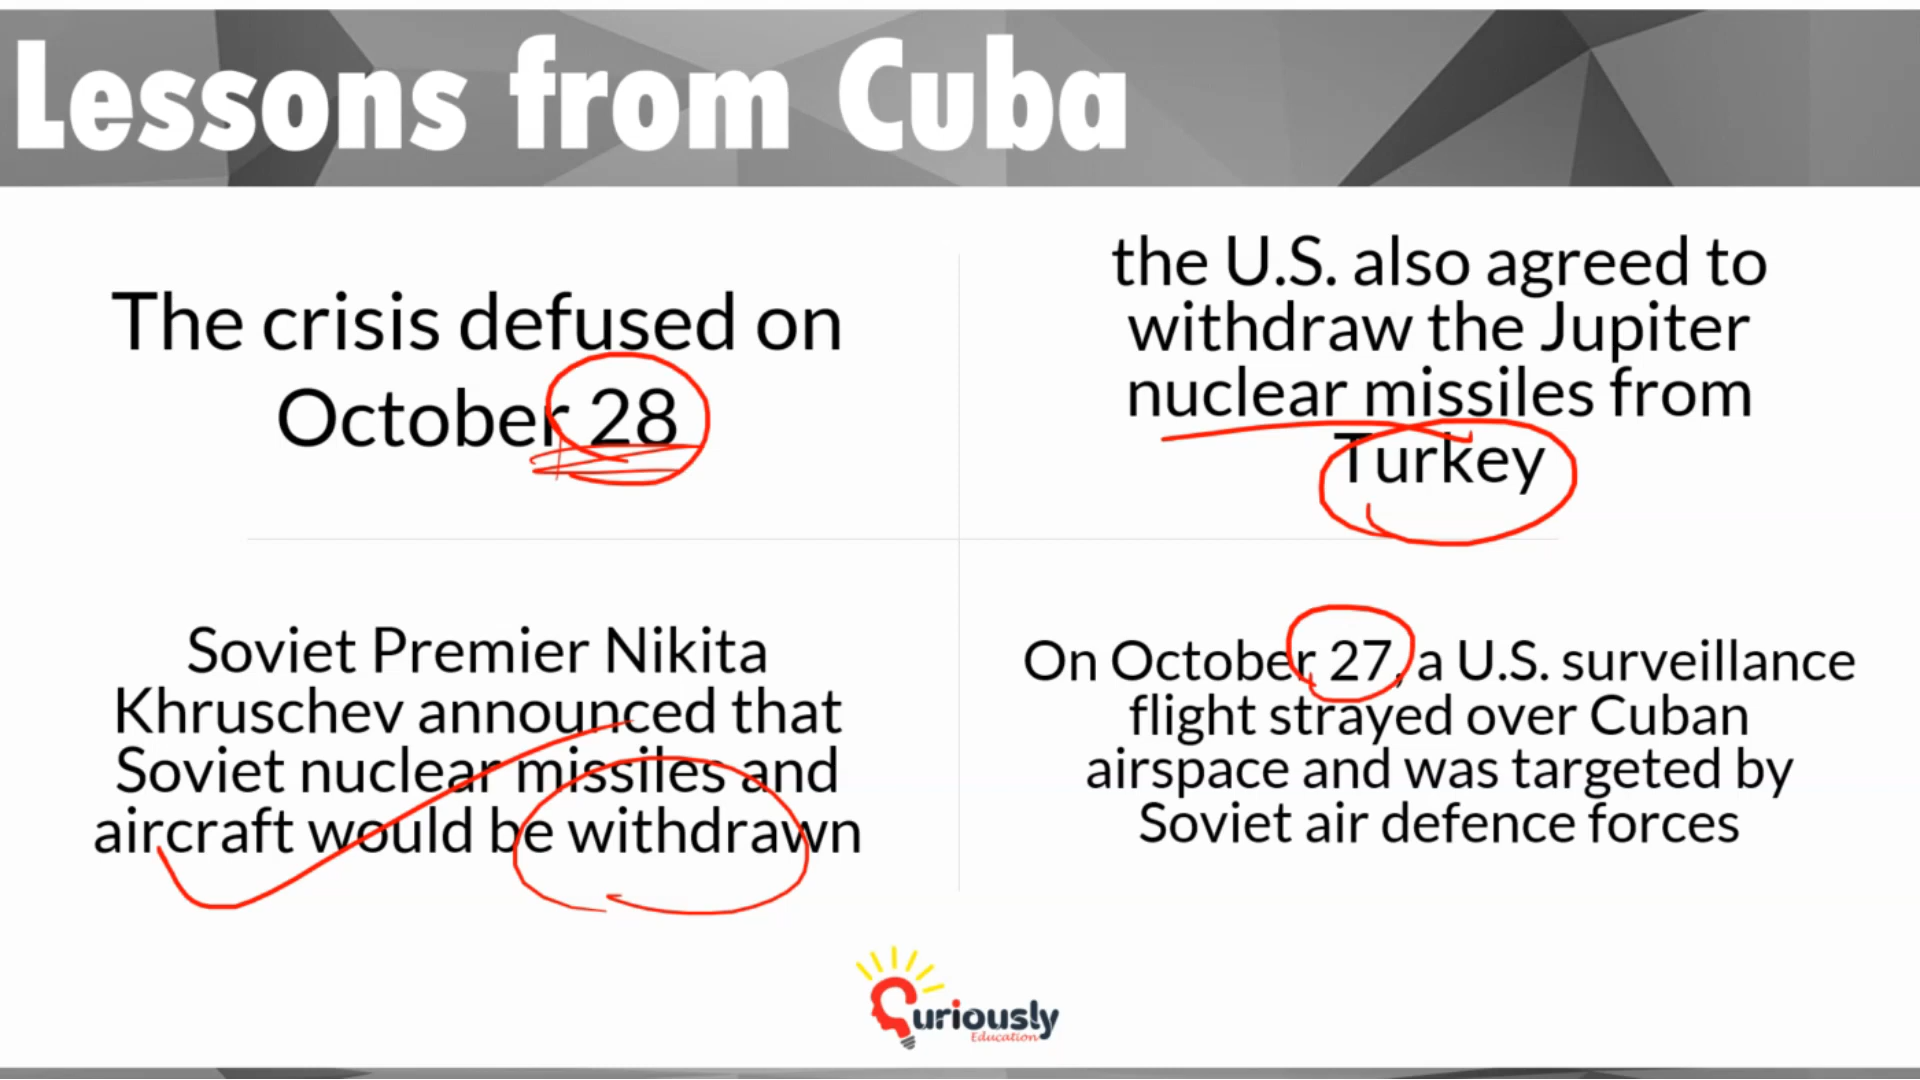 Lessons from Cuba
The crisis defused on
October 28
the U.S. also agreed to
withdraw the Jupiter
nuclear missiles from
Turkey
Soviet Premier Nikita
Khruschev announced that
Soviet nuclear missiles and
aircraft would be withdrawn
On October 27, a U.S. surveillance
flight strayed over Cuban
airspace and was targeted by
Soviet air defence forces
Curiously
Education